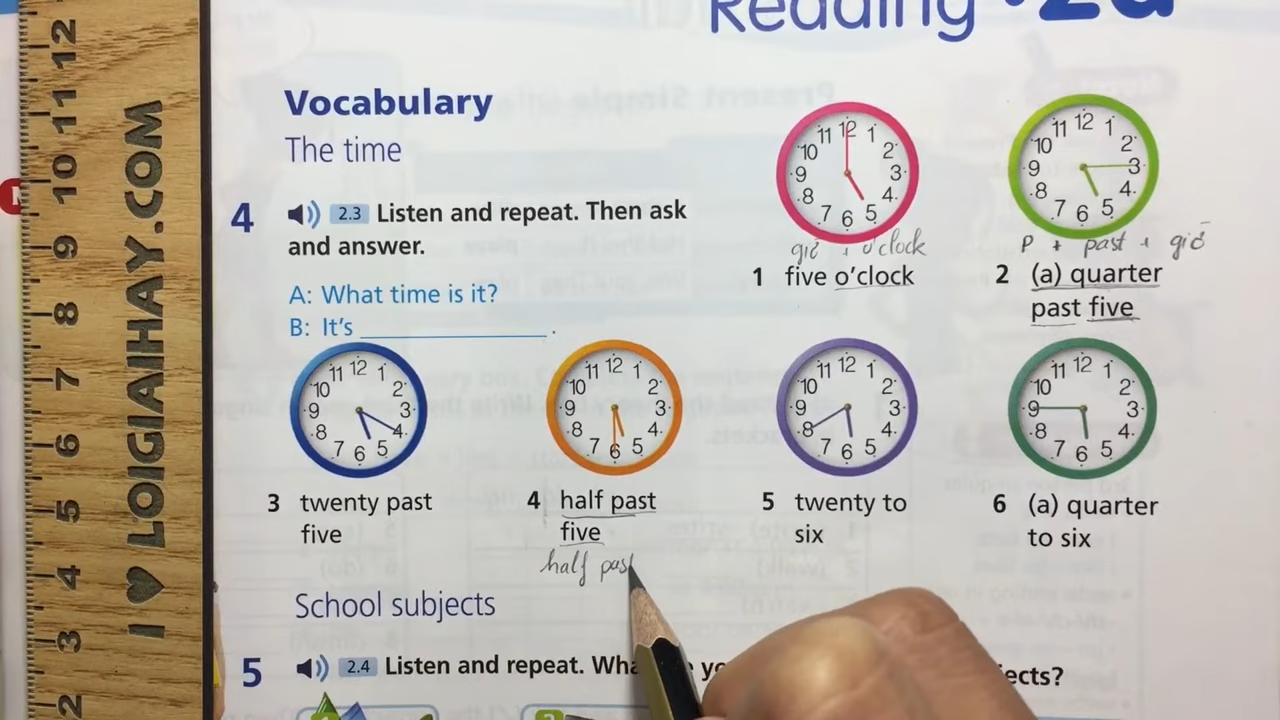 Reading
Vocabulary
The time
4 2.3 Listen and repeat. Then ask
and answer.
A: What time is it?
B: It's ____________.
giờ + o'clock
1 five o'clock
P + past + giờ
2 (a) quarter
past five
3 twenty past
five
4 half past
five
half past
5 twenty to
six
6 (a) quarter
to six
School subjects
5 2.4 Listen and repeat.
I ♥ LOIGIAIHAY.COM